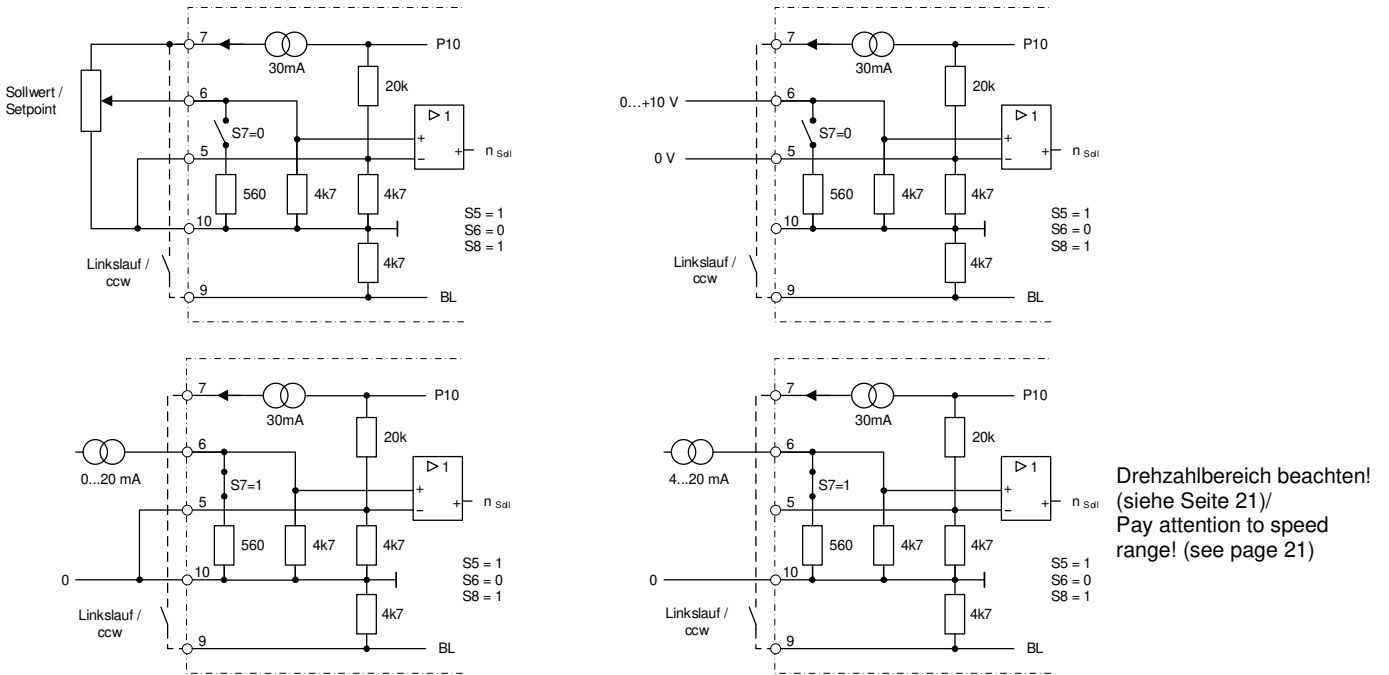 7
P10
30mA
20k
Sollwert /
Setpoint
6
▷ 1
S7=0
+
+
n Soll
5
−
560
4k7
4k7
10
S5 = 1
S6 = 0
S8 = 1
Linkslauf /
ccw
4k7
9
BL
7
P10
30mA
20k
0...+10 V
6
▷ 1
S7=0
+
+
n Soll
0 V
5
−
560
4k7
4k7
10
S5 = 1
S6 = 0
S8 = 1
Linkslauf /
ccw
4k7
9
BL
7
P10
30mA
20k
6
0...20 mA
▷ 1
S7=1
+
+
n Soll
5
−
560
4k7
4k7
0
10
S5 = 1
S6 = 0
S8 = 1
Linkslauf /
ccw
4k7
9
BL
7
P10
30mA
20k
6
4...20 mA
▷ 1
S7=1
+
+
n Soll
5
−
560
4k7
4k7
0
10
S5 = 1
S6 = 0
S8 = 1
Linkslauf /
ccw
4k7
9
BL
Drehzahlbereich beachten!
(siehe Seite 21)/
Pay attention to speed
range! (see page 21)